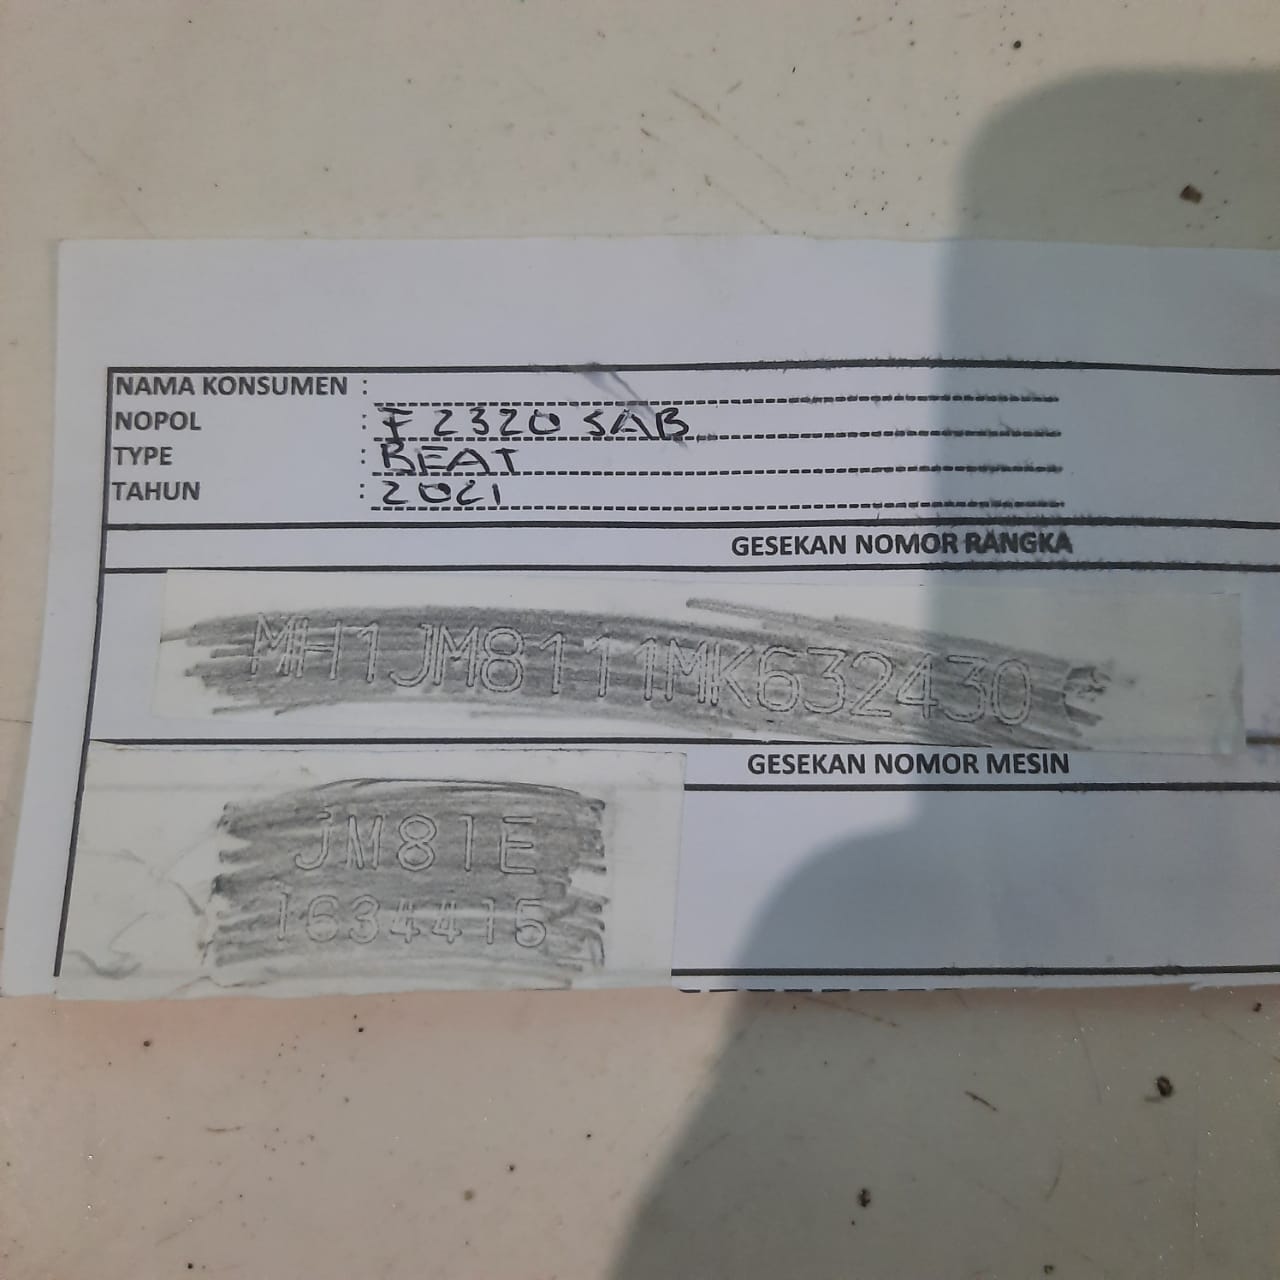 NAMA KONSUMEN :
NOPOL : F 2320 SAB
TYPE : BEAT
TAHUN : 2021
GESEKAN NOMOR RANGKA
MH1JM8111MK632430
GESEKAN NOMOR MESIN
JM81E
1634415